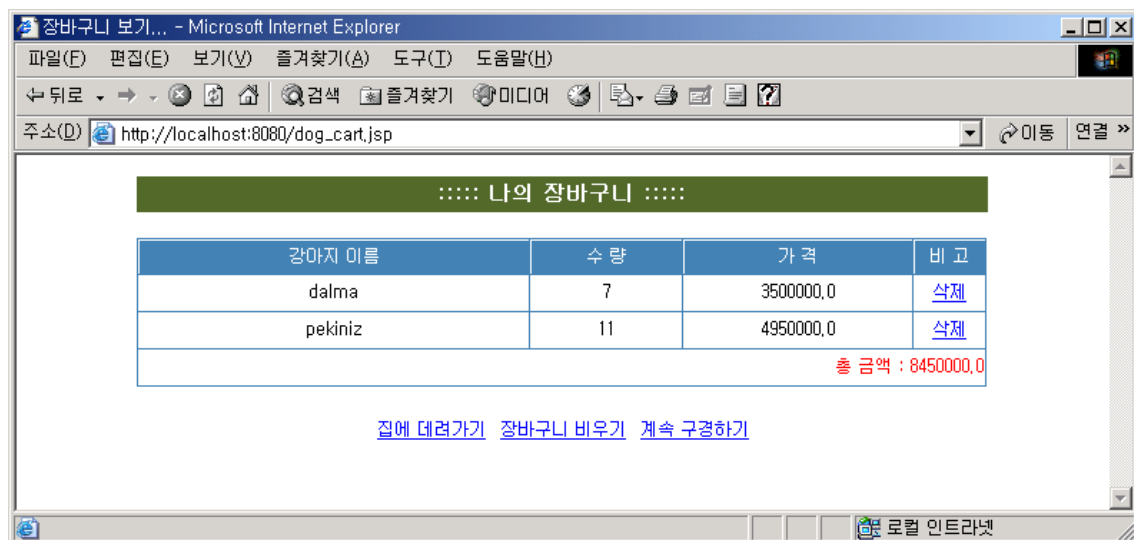 장바구니 보기... - Microsoft Internet Explorer
파일(F) 편집(E) 보기(V) 즐겨찾기(A) 도구(T) 도움말(H)
뒤로 검색 즐겨찾기 미디어
주소(D) http://localhost:8080/dog_cart.jsp 이동 연결 »
::::: 나의 장바구니 :::::
강아지 이름 수 량 가 격 비 고
dalma 7 3500000.0 삭제
pekiniz 11 4950000.0 삭제
총 금액 : 8450000.0
집에 데려가기 장바구니 비우기 계속 구경하기
로컬 인트라넷